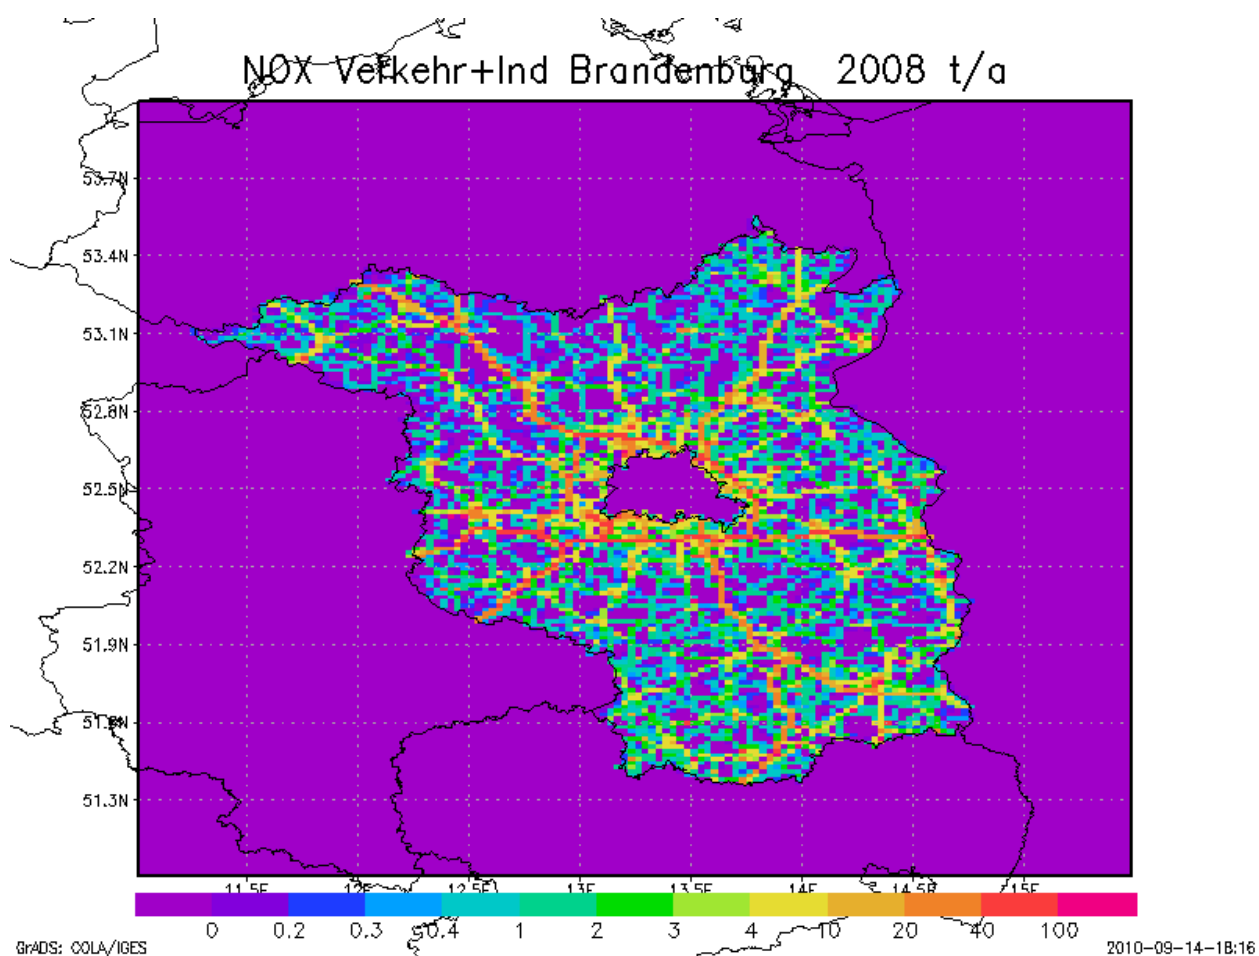 NOX Verkehr+Ind Brandenburg 2008 t/a
53.7N
53.4N
53.1N
52.8N
52.5N
52.2N
51.9N
51.6N
51.3N
11.5E 12E 12.5E 13E 13.5E 14E 14.5E 15E
0 0.2 0.3 0.4 1 2 3 4 10 20 40 100
GrADS: COLA/IGES
2010-09-14-18:16